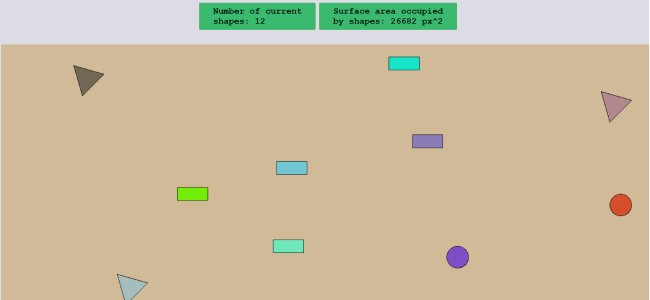 Number of current
shapes: 12
Surface area occupied
by shapes: 26682 px^2